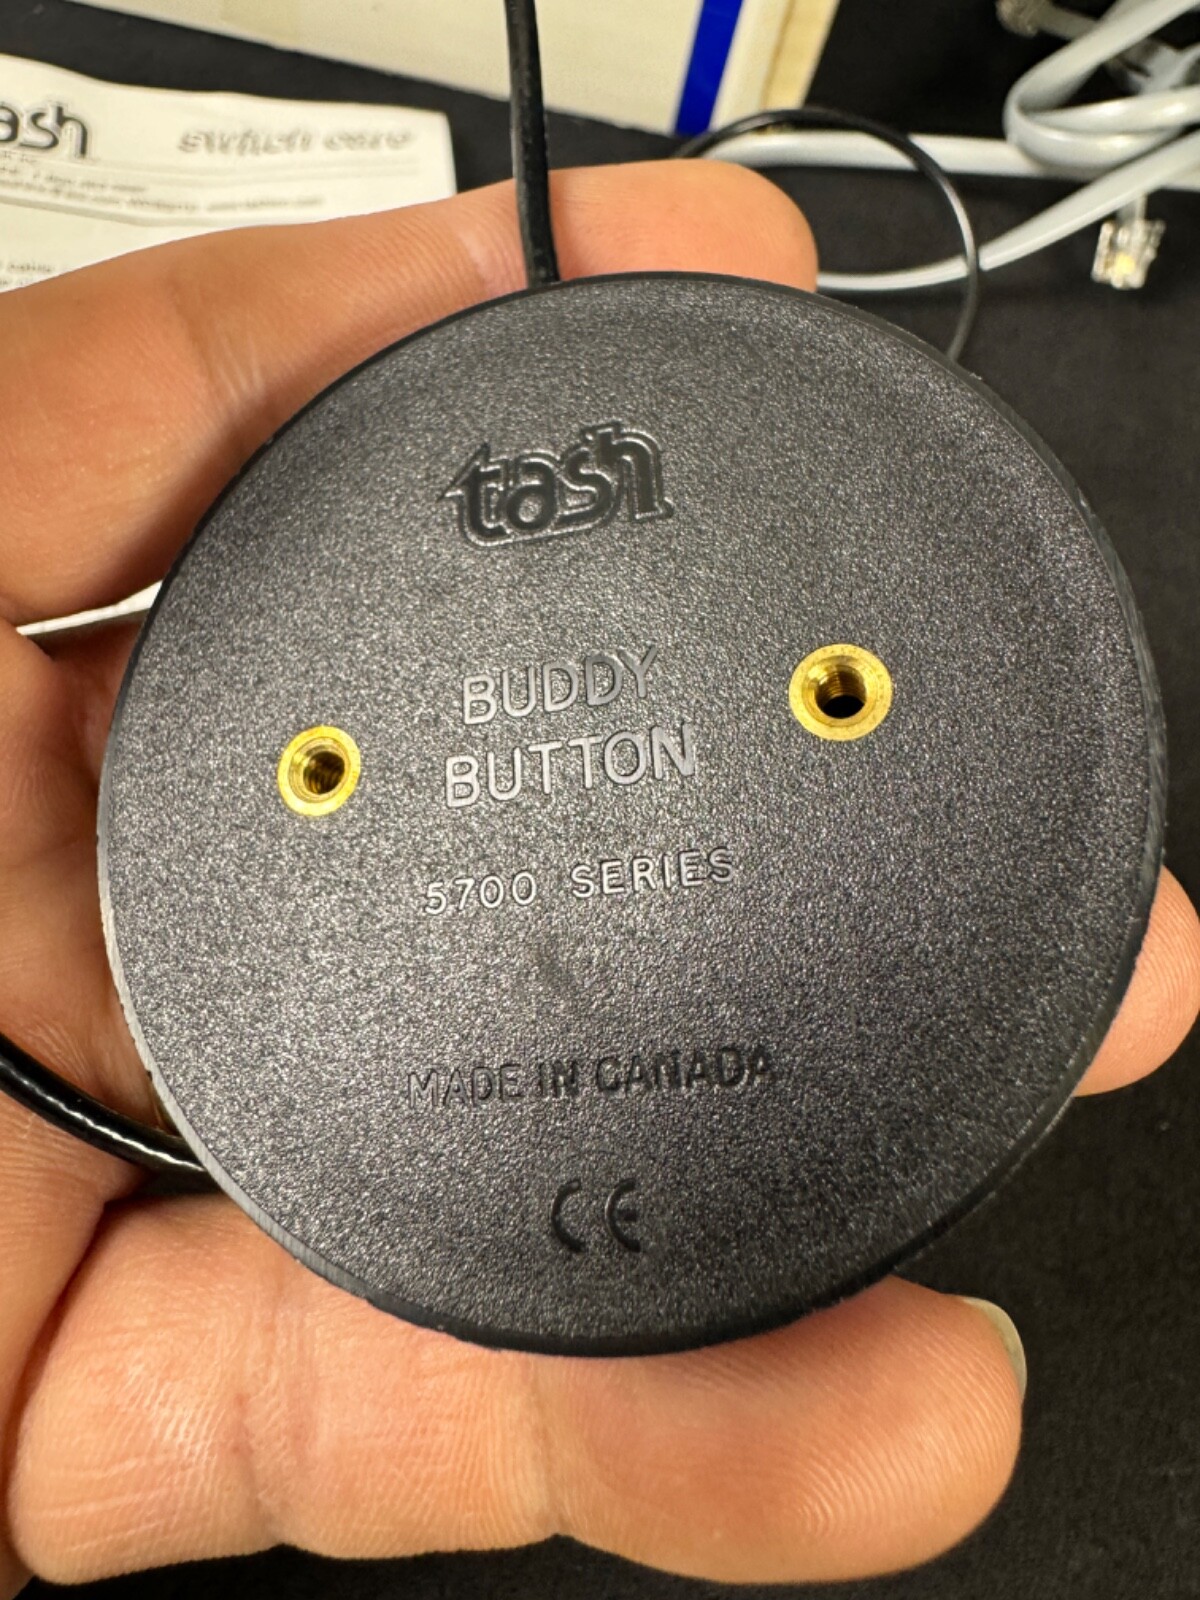 tash
switch care
tash
BUDDY
BUTTON
5700 SERIES
MADE IN CANADA
CE